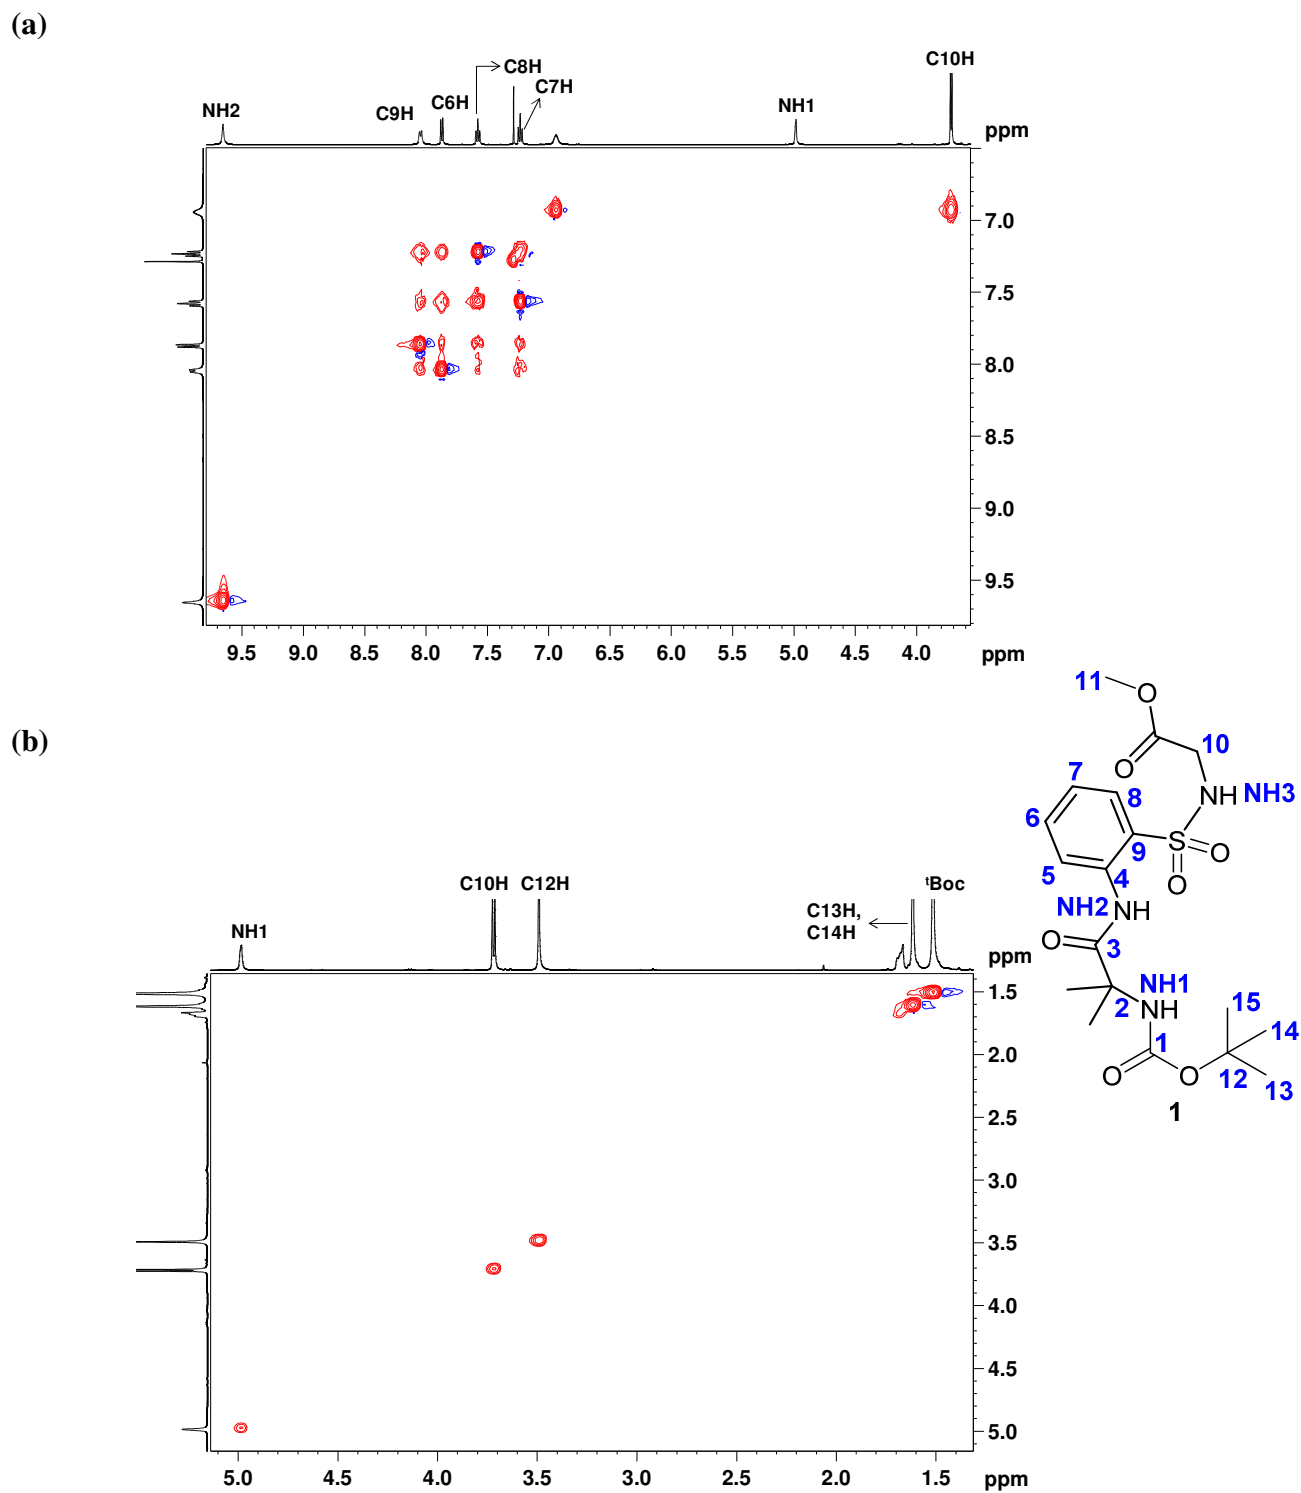 (a)
C10H
C8H
C7H
C6H
C9H
NH2
NH1
ppm
7.0
7.5
8.0
8.5
9.0
9.5
9.5 9.0 8.5 8.0 7.5 7.0 6.5 6.0 5.5 5.0 4.5 4.0 ppm
(b)
C10H C12H
tBoc
C13H,
C14H
NH1
ppm
1.5
2.0
2.5
3.0
3.5
4.0
4.5
5.0
5.0 4.0 3.5 3.0 2.5 2.0 1.5 ppm
11
O
10
O
7
8
NH NH3
6
S
O
9
5
4
O
NH2 NH
O
3
NH1
2
NH
15
14
1
12
13
O
O
1